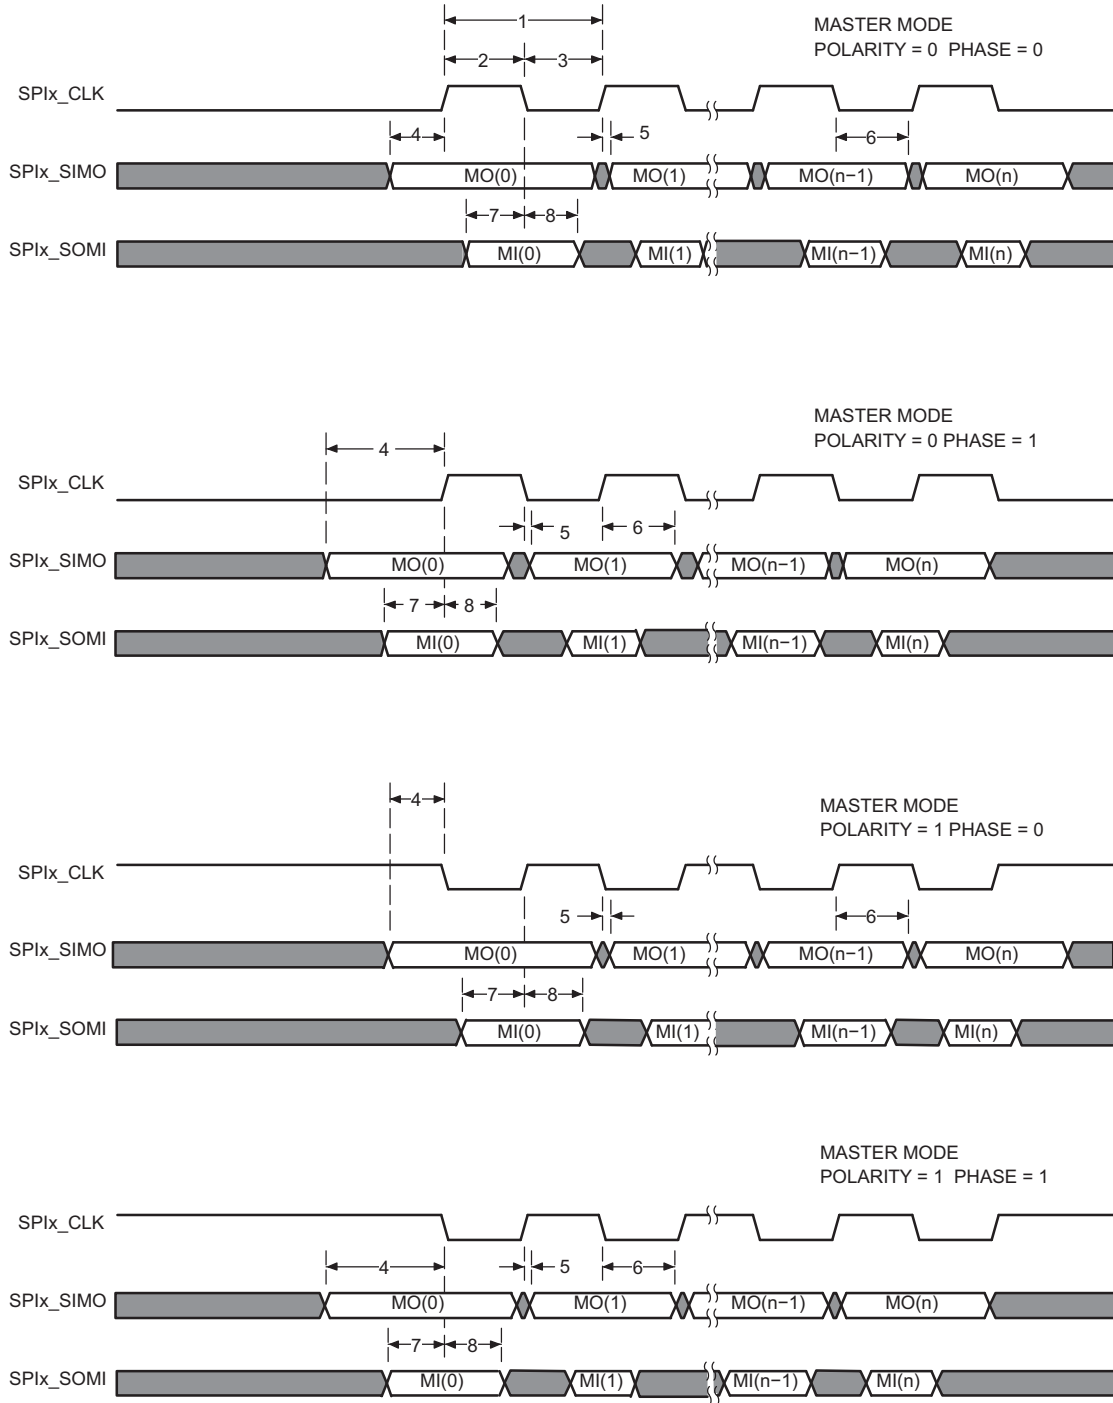 1
MASTER MODE
POLARITY = 0 PHASE = 0
2 3
SPIx_CLK
4 5 6
SPIx_SIMO MO(0) MO(1) MO(n−1) MO(n)
7 8
SPIx_SOMI MI(0) MI(1) MI(n−1) MI(n)
MASTER MODE
POLARITY = 0 PHASE = 1
4
SPIx_CLK
5 6
SPIx_SIMO MO(0) MO(1) MO(n−1) MO(n)
7 8
SPIx_SOMI MI(0) MI(1) MI(n−1) MI(n)
4
MASTER MODE
POLARITY = 1 PHASE = 0
SPIx_CLK
5 6
SPIx_SIMO MO(0) MO(1) MO(n−1) MO(n)
7 8
SPIx_SOMI MI(0) MI(1) MI(n−1) MI(n)
MASTER MODE
POLARITY = 1 PHASE = 1
SPIx_CLK
4 5 6
SPIx_SIMO MO(0) MO(1) MO(n−1) MO(n)
7 8
SPIx_SOMI MI(0) MI(1) MI(n−1) MI(n)